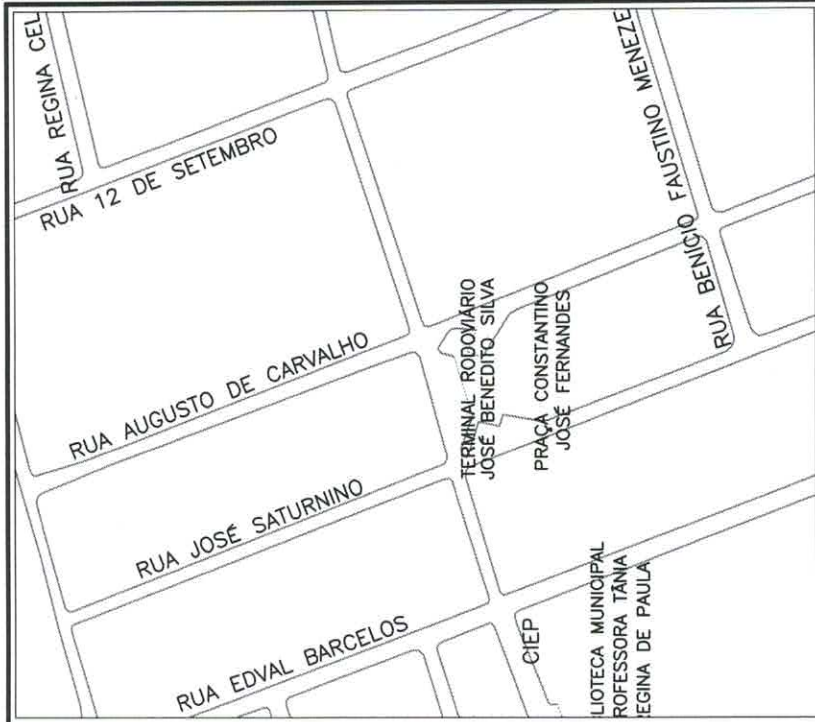 RUA REGINA CEL
RUA 12 DE SETEMBRO
RUA BENÍCIO FAUSTINO MENEZE
RUA AUGUSTO DE CARVALHO
TERMINAL RODOVIÁRIO
JOSÉ BENEDITO SILVA
PRAÇA CONSTANTINO
JOSÉ FERNANDES
RUA JOSÉ SATURNINO
RUA EDVAL BARCELOS
CIEP
LIOTECA MUNICIPAL
ROFESSORA TÂNIA
REGINA DE PAULA